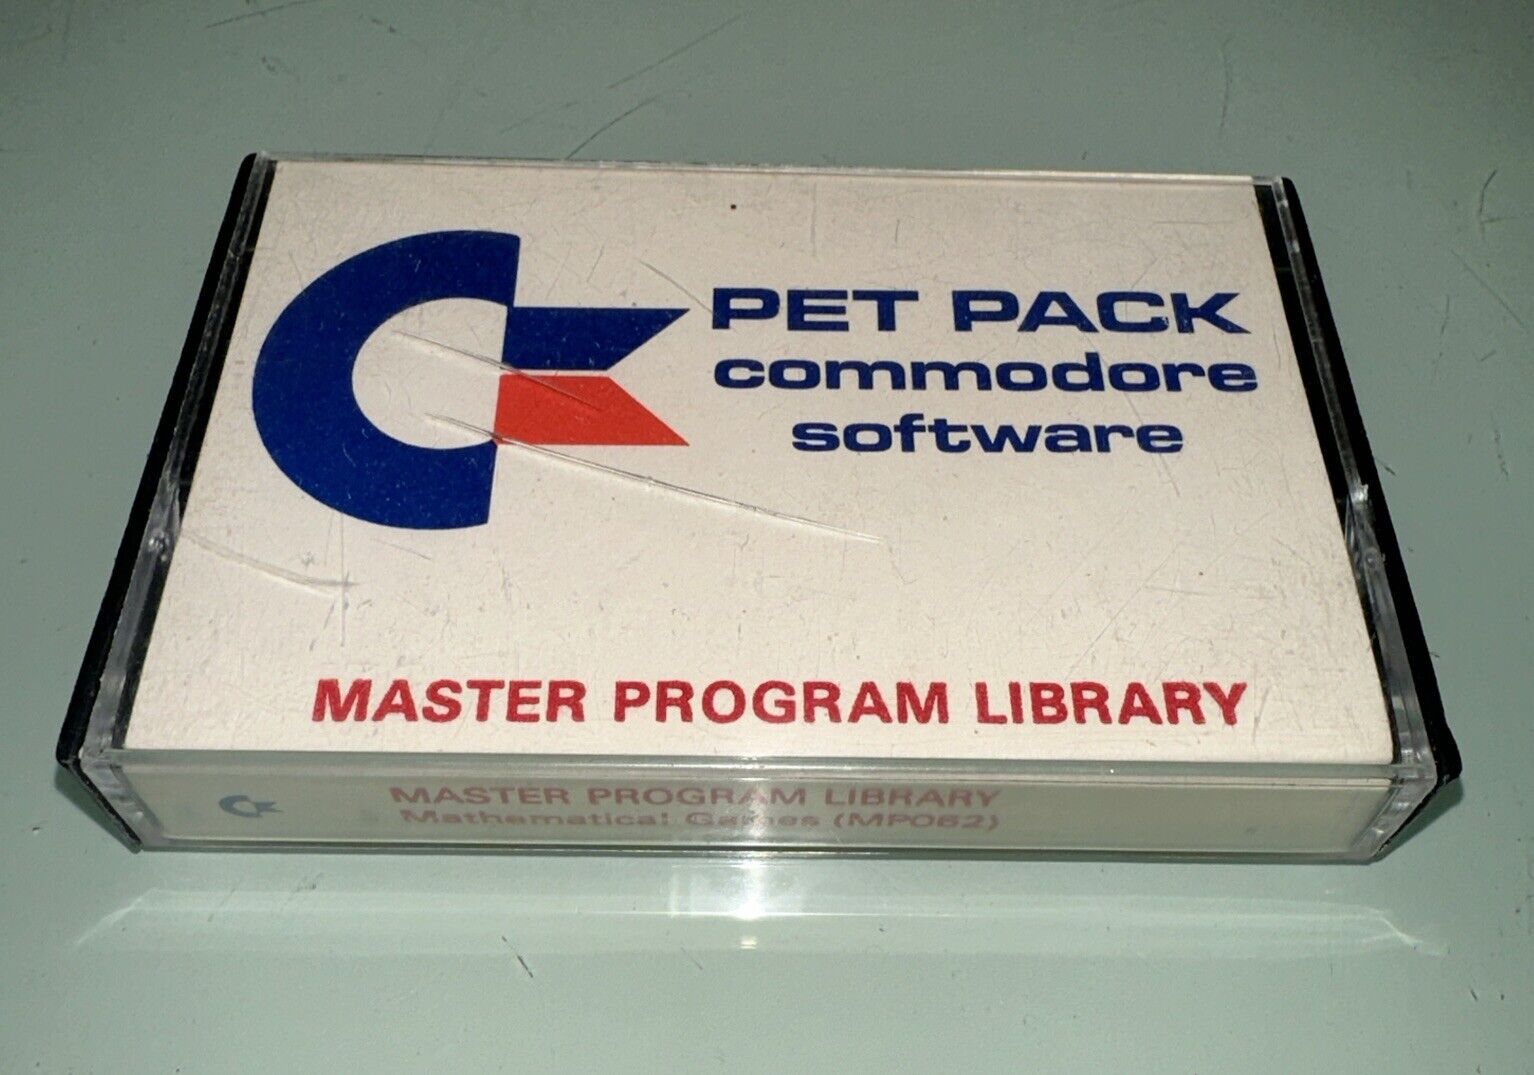 PET PACK
commodore
software
MASTER PROGRAM LIBRARY
MASTER PROGRAM LIBRARY
Mathematical Games (MP062)